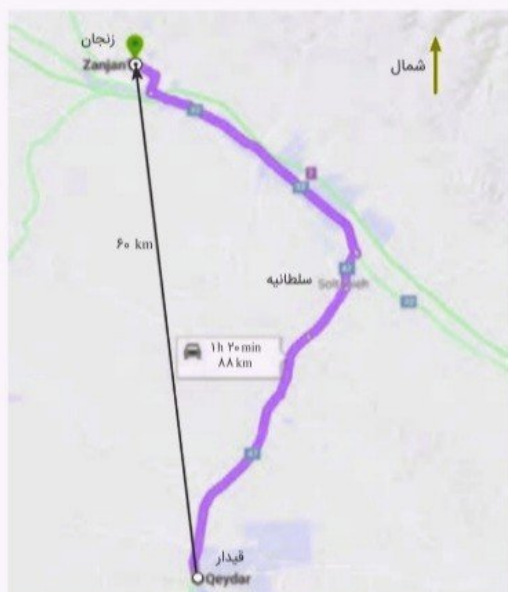 زنجان
Zanjan
شمال
۶۰ km
سلطانیه
Soltanieh
۱h ۲۰min
۸۸ km
قیدار
Qeydar